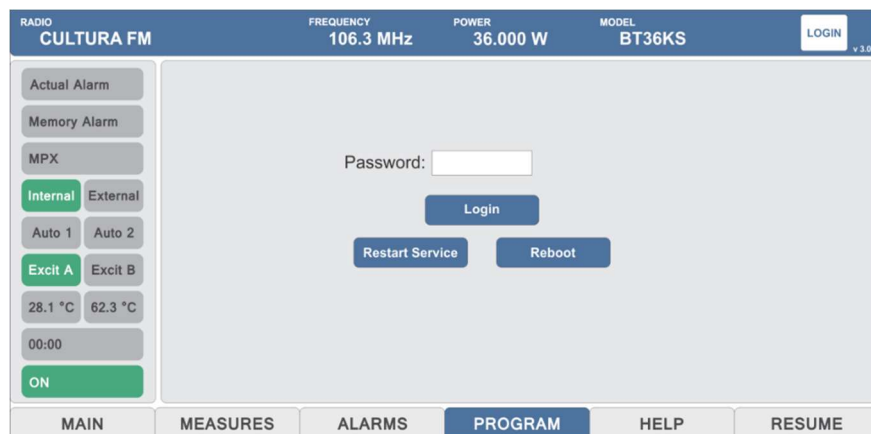 RADIO
CULTURA FM
FREQUENCY
106.3 MHz
POWER
36.000 W
MODEL
BT36KS
LOGIN
v 3.0
Actual Alarm
Memory Alarm
MPX
Internal External
Auto 1 Auto 2
Excit A Excit B
28.1 °C 62.3 °C
00:00
ON
Password:
Login
Restart Service Reboot
MAIN MEASURES ALARMS PROGRAM HELP RESUME